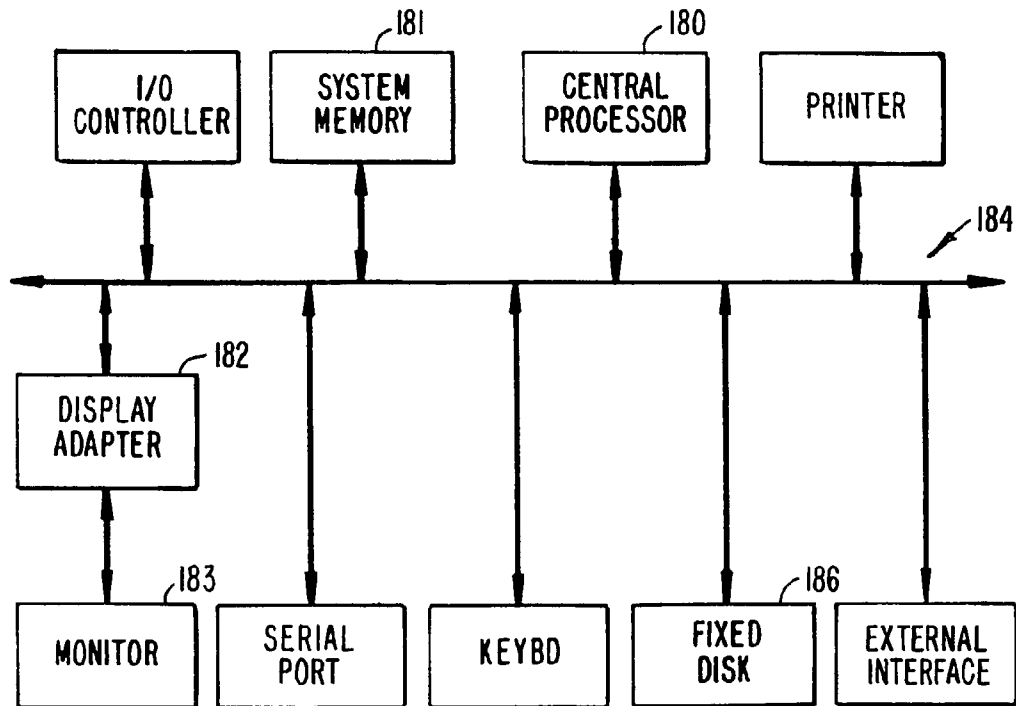 181
180
I/O
CONTROLLER
SYSTEM
MEMORY
CENTRAL
PROCESSOR
PRINTER
184
182
DISPLAY
ADAPTER
183
186
MONITOR
SERIAL
PORT
KEYBD
FIXED
DISK
EXTERNAL
INTERFACE